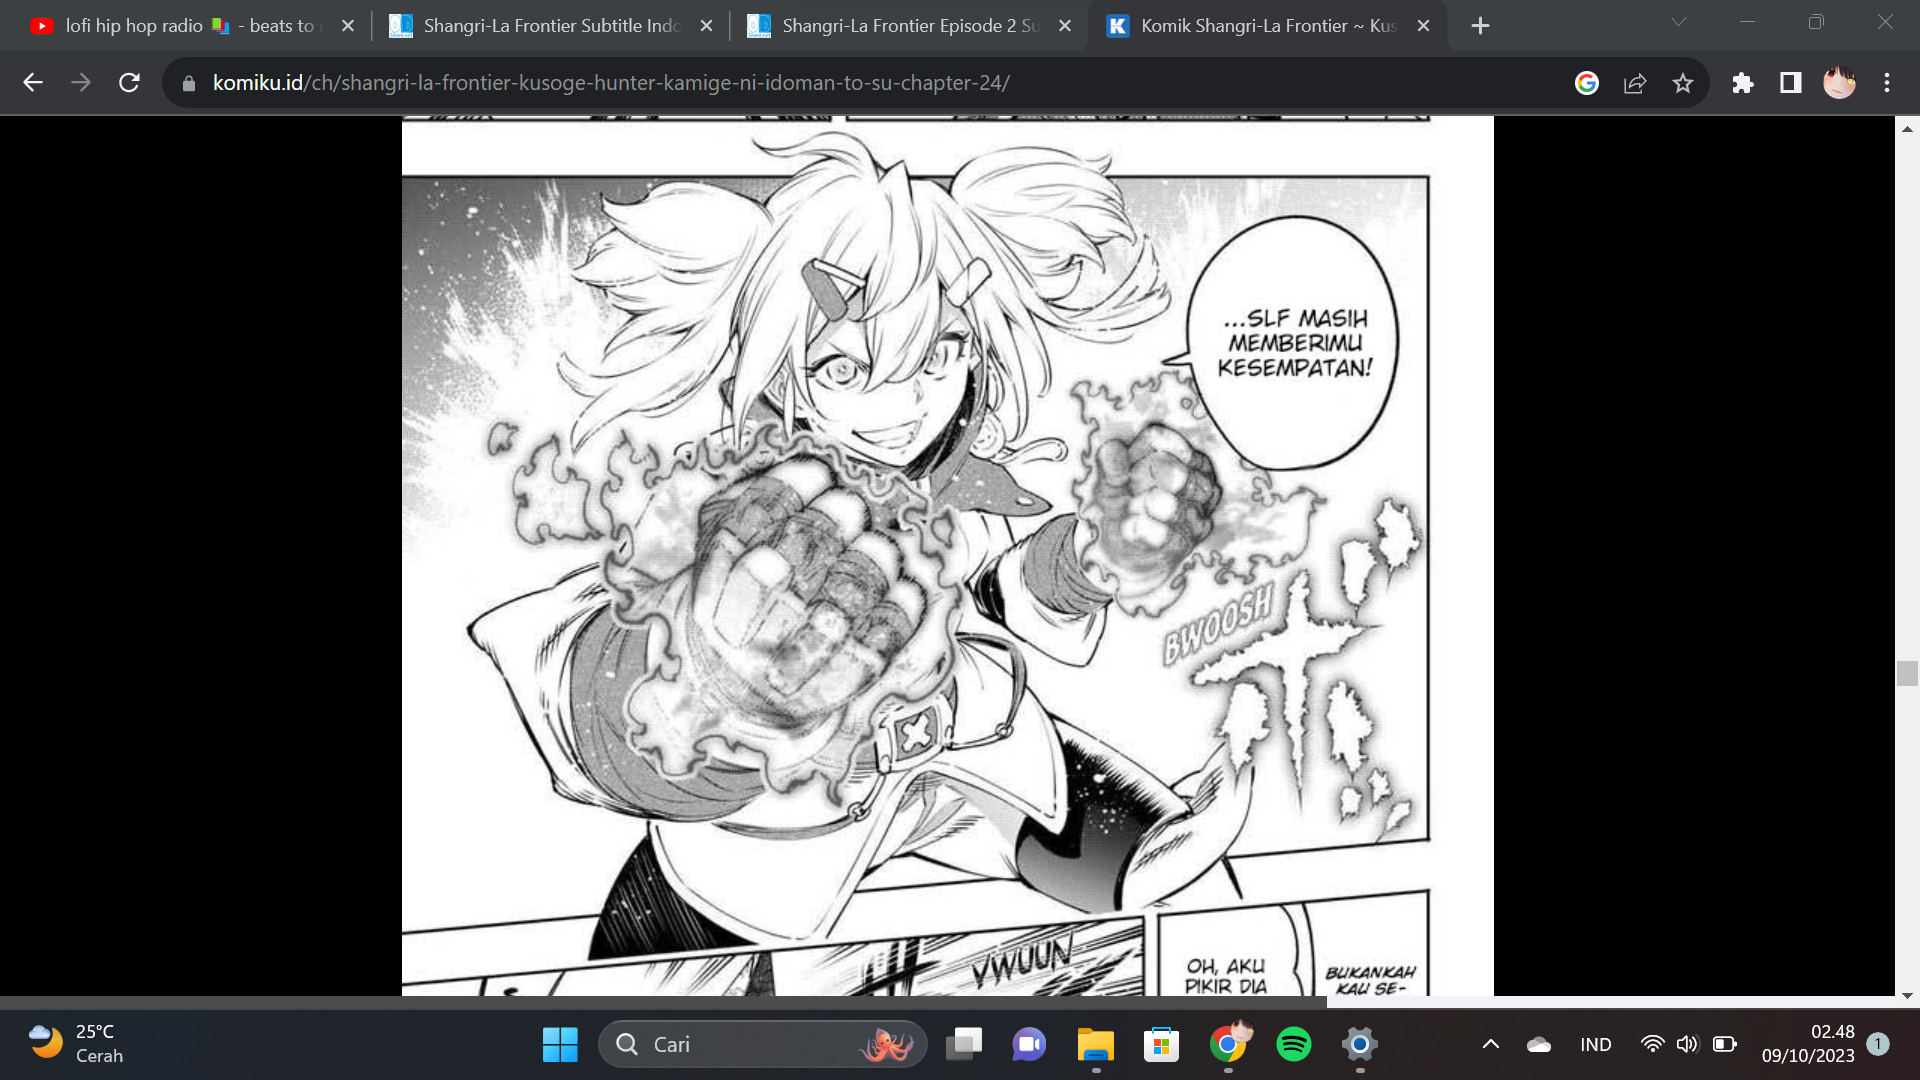 lofi hip hop radio 📚 - beats to
Shangri-La Frontier Subtitle Indo
Shangri-La Frontier Episode 2 Su
Komik Shangri-La Frontier ~ Kus
komiku.id/ch/shangri-la-frontier-kusoge-hunter-kamige-ni-idoman-to-su-chapter-24/
...SLF MASIH
MEMBERIMU
KESEMPATAN!
BWOOSH
VWUUN
OH, AKU
PIKIR DIA
BUKANKAH
KAU SE-
25°C
Cerah
Cari
IND
02.48
09/10/2023
1